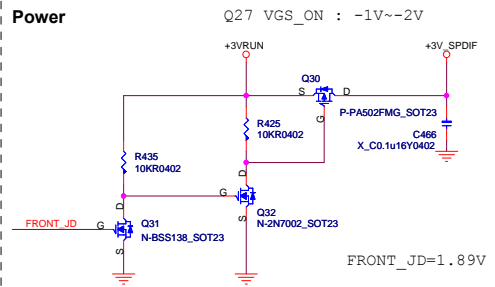 Power
Q27 VGS_ON : -1V~-2V
+3VRUN
+3V_SPDIF
Q30
S
D
G
P-PA502FMG_SOT23
R425
10KR0402
C466
X_C0.1u16Y0402
R435
10KR0402
D
G
S
Q32
N-2N7002_SOT23
FRONT_JD
D
G
S
Q31
N-BSS138_SOT23
FRONT_JD=1.89V